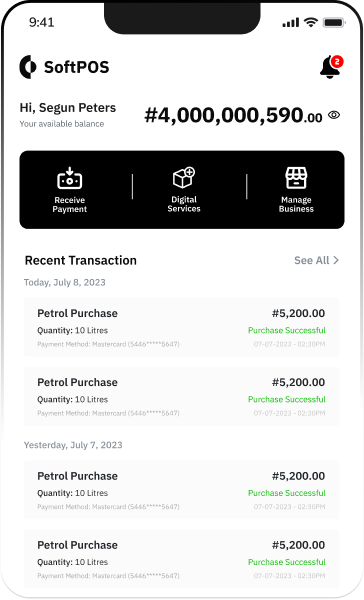 9:41
SoftPOS
2
Hi, Segun Peters
Your available balance
#4,000,000,590.00
Receive
Payment
Digital
Services
Manage
Business
Recent Transaction
See All
Today, July 8, 2023
Petrol Purchase
#5,200.00
Quantity: 10 Litres
Purchase Successful
Payment Method: Mastercard (5446*****5647)
07-07-2023 - 02:30PM
Petrol Purchase
#5,200.00
Quantity: 10 Litres
Purchase Successful
Payment Method: Mastercard (5446*****5647)
07-07-2023 - 02:30PM
Yesterday, July 7, 2023
Petrol Purchase
#5,200.00
Quantity: 10 Litres
Purchase Successful
Payment Method: Mastercard (5446*****5647)
07-07-2023 - 02:30PM
Petrol Purchase
#5,200.00
Quantity: 10 Litres
Purchase Successful
Payment Method: Mastercard (5446*****5647)
07-07-2023 - 02:30PM